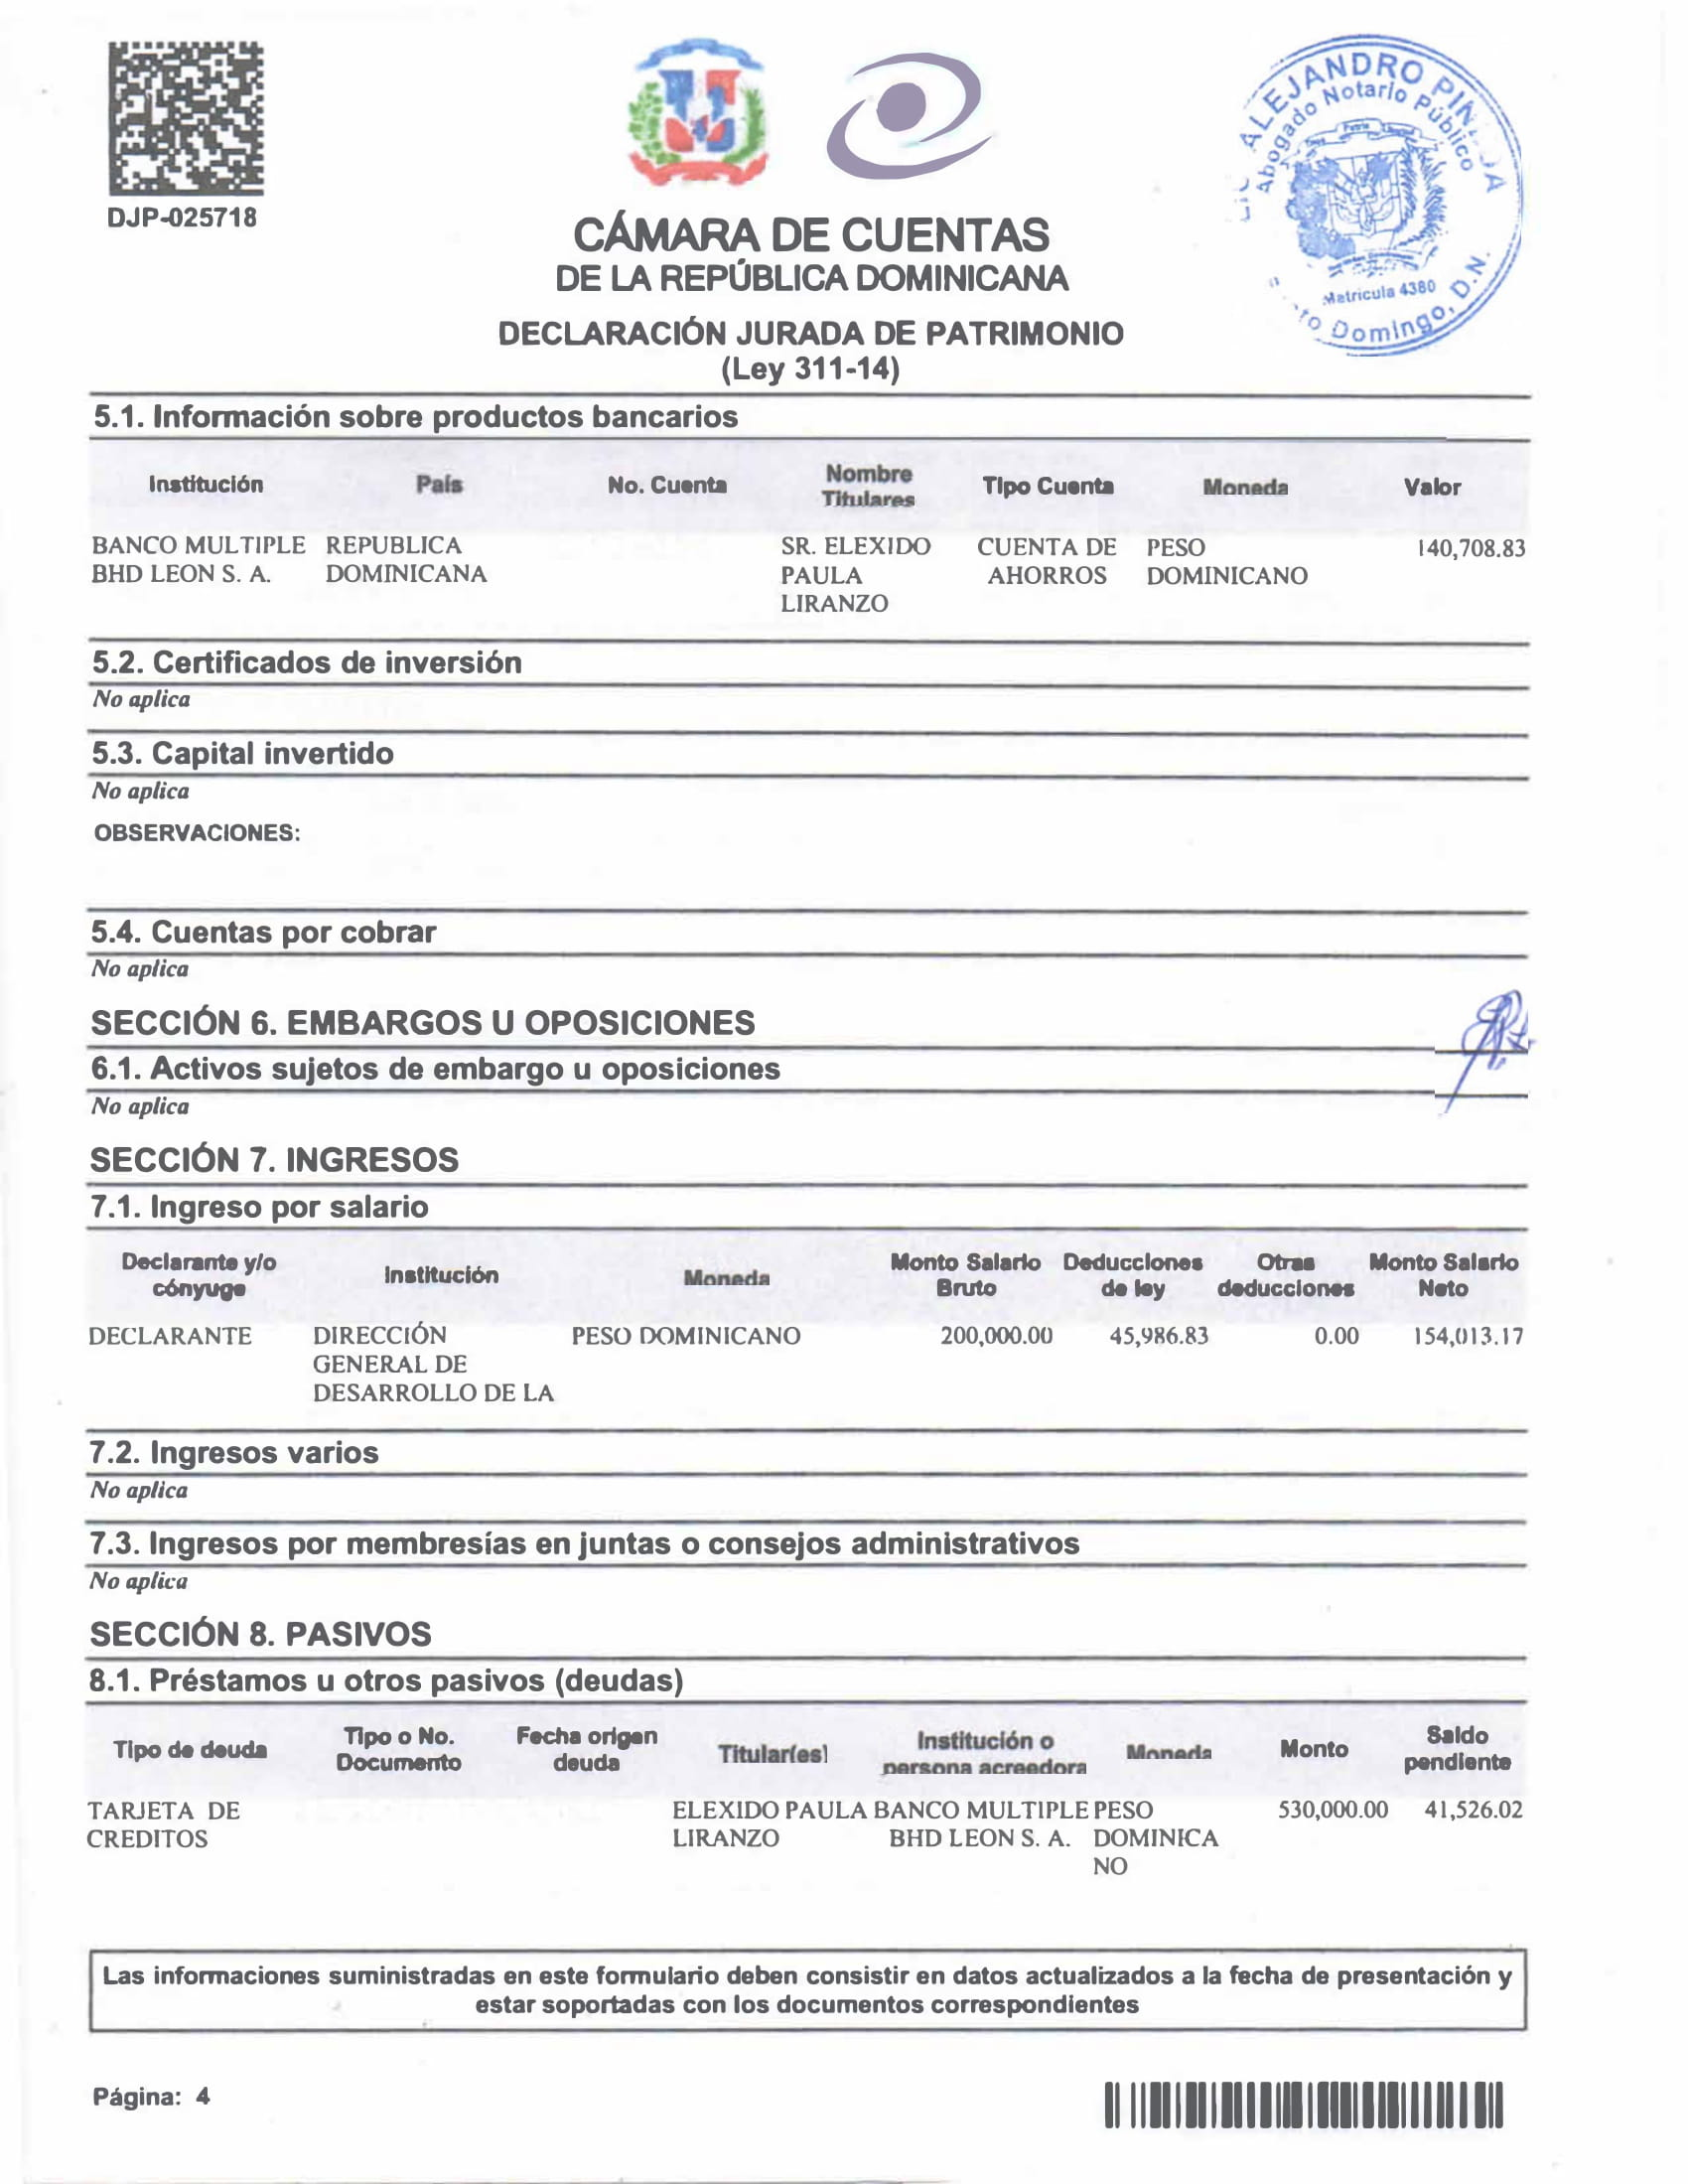 DJP-025718
ALEJANDRO
Abogado Notario Público
Matricula 4380
Domingo, D.N.
CÁMARA DE CUENTAS
DE LA REPÚBLICA DOMINICANA
DECLARACIÓN JURADA DE PATRIMONIO
(Ley 311-14)
5.1. Información sobre productos bancarios
Institución País No. Cuenta Nombre Titulares Tipo Cuenta Moneda Valor
BANCO MULTIPLE REPUBLICA SR. ELEXIDO CUENTA DE PESO 140,708.83
BHD LEON S. A. DOMINICANA PAULA AHORROS DOMINICANO
LIRANZO
5.2. Certificados de inversión
No aplica
5.3. Capital invertido
No aplica
OBSERVACIONES:
5.4. Cuentas por cobrar
No aplica
SECCIÓN 6. EMBARGOS U OPOSICIONES
6.1. Activos sujetos de embargo u oposiciones
No aplica
SECCIÓN 7. INGRESOS
7.1. Ingreso por salario
Declarante y/o cónyuge Institución Moneda Monto Salario Bruto Deducciones de ley Otras deducciones Monto Salario Neto
DECLARANTE DIRECCIÓN PESO DOMINICANO 200,000.00 45,986.83 0.00 154,013.17
GENERAL DE
DESARROLLO DE LA
7.2. Ingresos varios
No aplica
7.3. Ingresos por membresías en juntas o consejos administrativos
No aplica
SECCIÓN 8. PASIVOS
8.1. Préstamos u otros pasivos (deudas)
Tipo de deuda Tipo o No. Documento Fecha origen deuda Titular(es) Institución o persona acreedora Moneda Monto Saldo pendiente
TARJETA DE ELEXIDO PAULA BANCO MULTIPLE PESO 530,000.00 41,526.02
CREDITOS LIRANZO BHD LEON S. A. DOMINICA
NO
Las informaciones suministradas en este formulario deben consistir en datos actualizados a la fecha de presentación y
estar soportadas con los documentos correspondientes
Página: 4